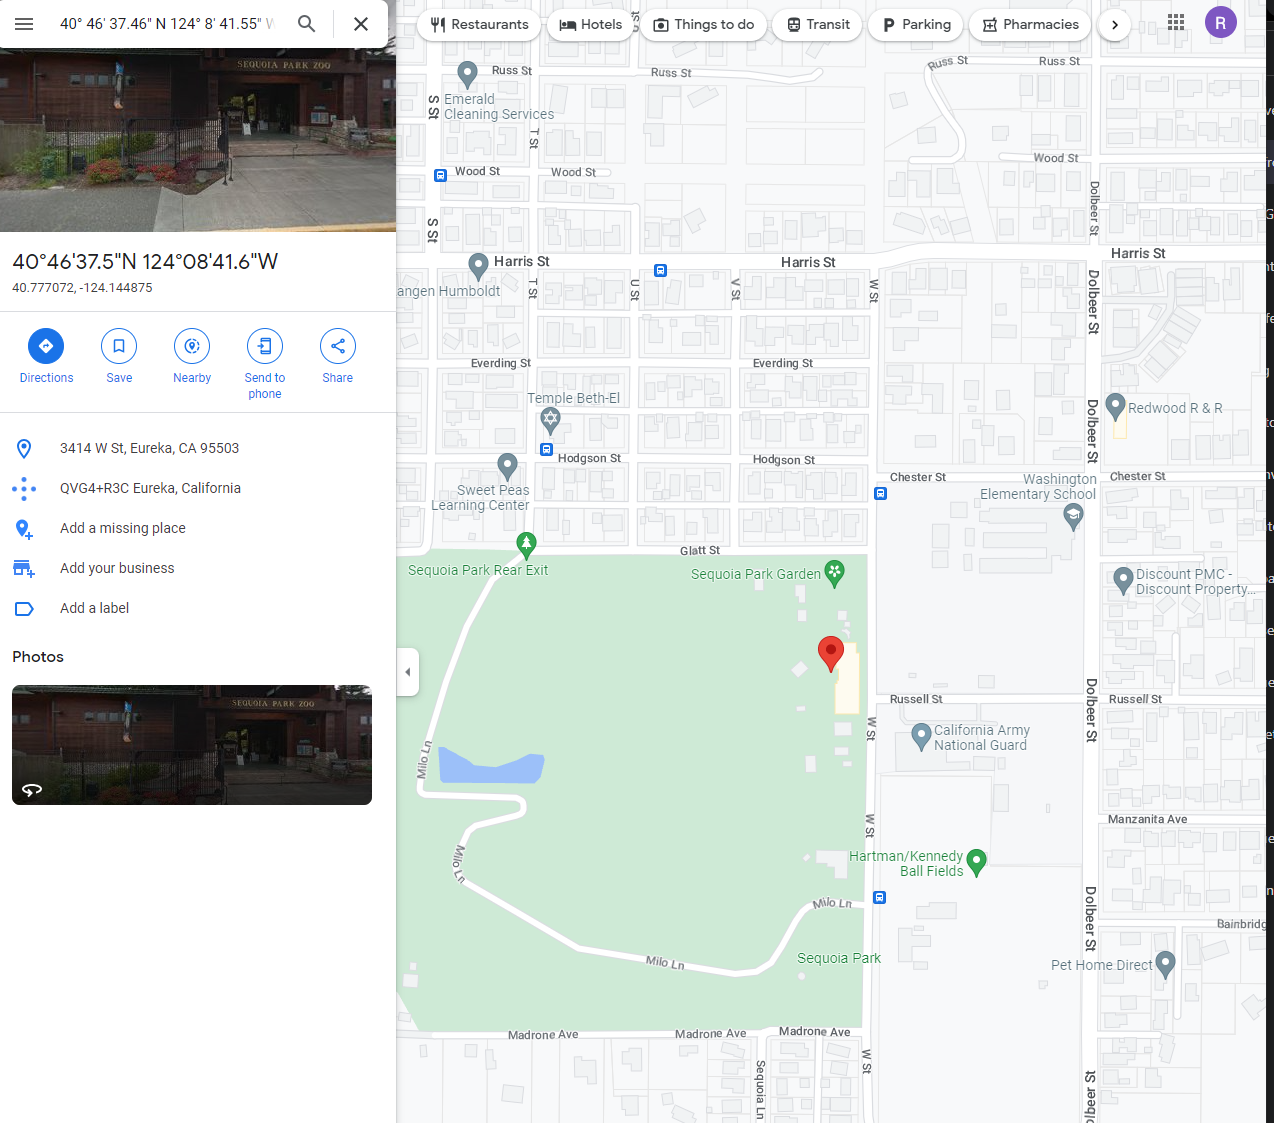 40° 46' 37.46" N 124° 8' 41.55" W
Restaurants
Hotels
Things to do
Transit
Parking
Pharmacies
R
SEQUOIA PARK ZOO
40°46'37.5"N 124°08'41.6"W
40.777072, -124.144875
Directions
Save
Nearby
Send to
phone
Share
3414 W St, Eureka, CA 95503
QVG4+R3C Eureka, California
Add a missing place
Add your business
Add a label
Photos
SEQUOIA PARK ZOO
Russ St
Russ St
Russ St
Russ St
Emerald
Cleaning Services
S St
T St
Wood St
Wood St
Wood St
Dolbeer St
S St
Harris St
Harris St
Harris St
angen Humboldt
T St
U St
V St
W St
Dolbeer St
Everding St
Everding St
Temple Beth-El
Redwood R & R
Dolbeer St
Hodgson St
Hodgson St
Sweet Peas
Learning Center
Chester St
Chester St
Washington
Elementary School
Glatt St
Sequoia Park Rear Exit
Sequoia Park Garden
Discount PMC -
Discount Property...
Russell St
Russell St
Dolbeer St
W St
California Army
National Guard
Milo Ln
Manzanita Ave
W St
Milo Ln
Hartman/Kennedy
Ball Fields
Milo Ln
Dolbeer St
Bainbridg
Milo Ln
Sequoia Park
Pet Home Direct
Madrone Ave
Madrone Ave
Madrone Ave
W St
Sequoia Ln
Dolbeer St